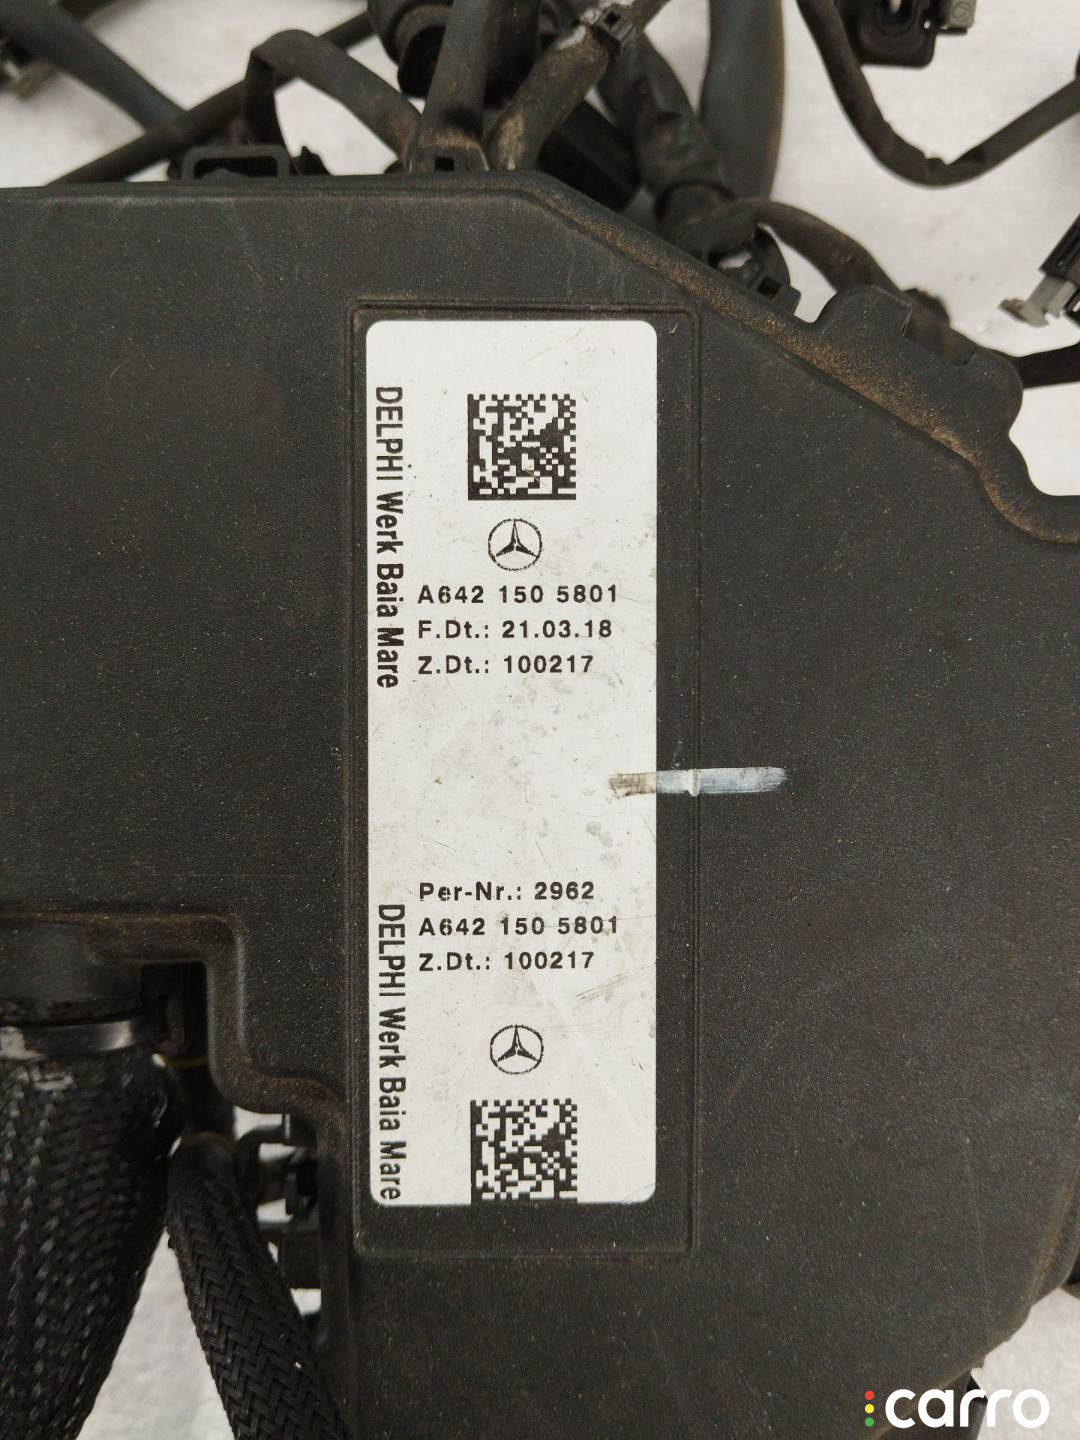 DELPHI Werk Baia Mare
A642 150 5801
F.Dt.: 21.03.18
Z.Dt.: 100217
Per-Nr.: 2962
A642 150 5801
Z.Dt.: 100217
DELPHI Werk Baia Mare
carro